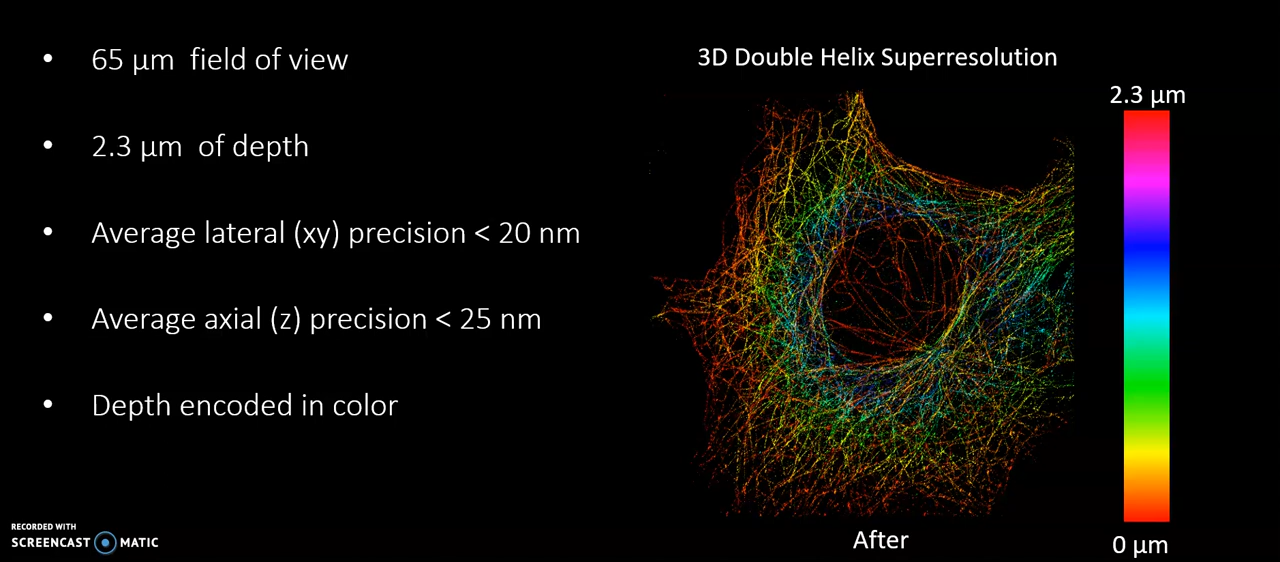 • 65 µm  field of view
• 2.3 µm  of depth
• Average lateral (xy) precision < 20 nm
• Average axial (z) precision < 25 nm
• Depth encoded in color
3D Double Helix Superresolution
2.3 µm
0 µm
After
RECORDED WITH
SCREENCAST MATIC